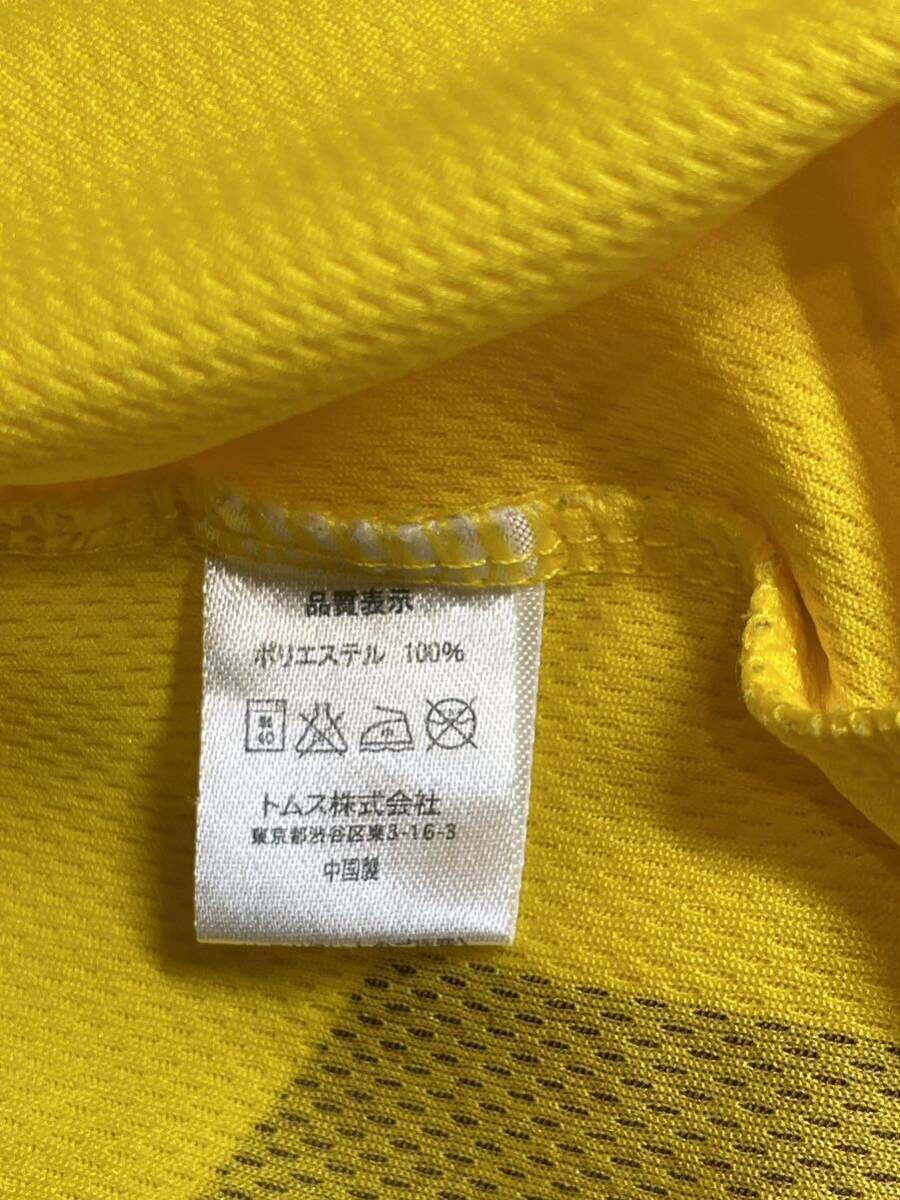 品質表示
ポリエステル 100%
40
トムス株式会社
東京都渋谷区東3-16-3
中国製